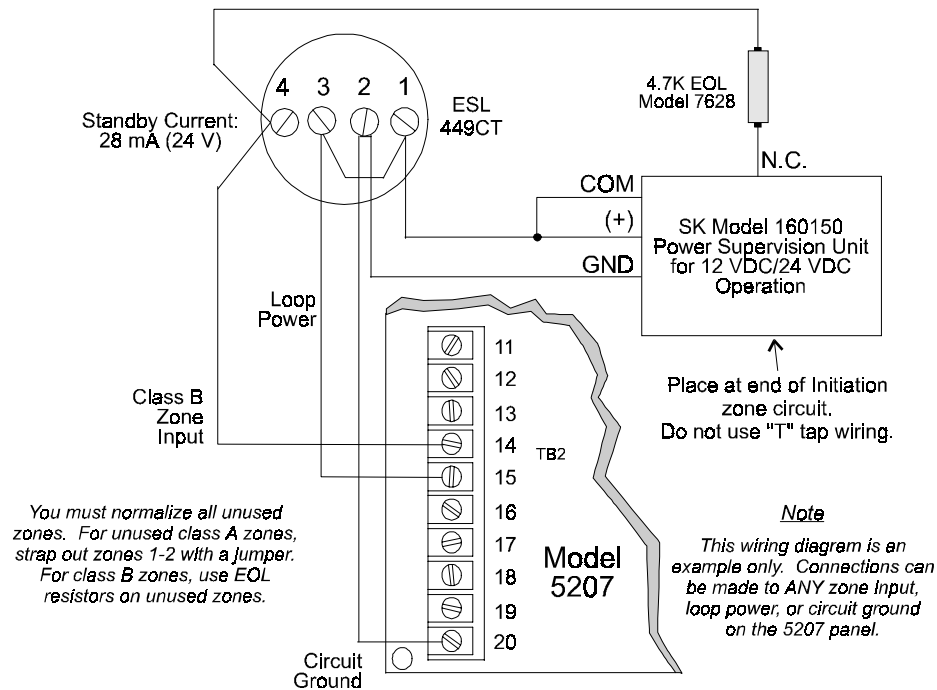 4 3 2 1
ESL
449CT
Standby Current:
28 mA (24 V)
4.7K EOL
Model 7628
N.C.
COM
(+)
GND
SK Model 160150
Power Supervision Unit
for 12 VDC/24 VDC
Operation
Loop
Power
Place at end of Initiation
zone circuit.
Do not use "T" tap wiring.
Class B
Zone
Input
11
12
13
14
15
16
17
18
19
20
TB2
Model
5207
You must normalize all unused
zones. For unused class A zones,
strap out zones 1-2 with a jumper.
For class B zones, use EOL
resistors on unused zones.
Note
This wiring diagram is an
example only. Connections can
be made to ANY zone input,
loop power, or circuit ground
on the 5207 panel.
Circuit
Ground